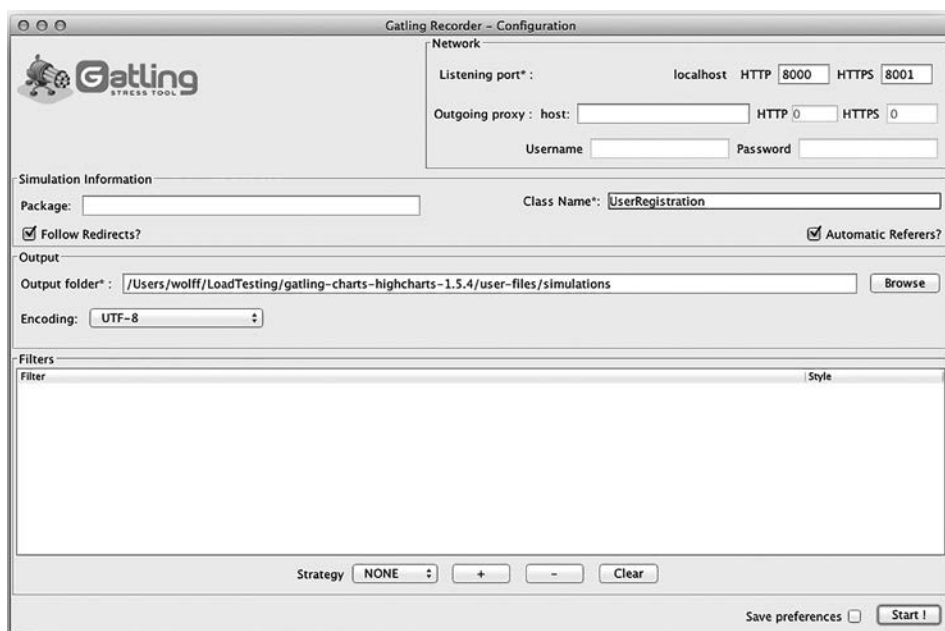 Gatling Recorder – Configuration
Gatling
STRESS TOOL
Network
Listening port* : localhost HTTP 8000 HTTPS 8001
Outgoing proxy : host: HTTP 0 HTTPS 0
Username Password
Simulation Information
Package: Class Name*: UserRegistration
Follow Redirects? Automatic Referers?
Output
Output folder* : /Users/wolff/LoadTesting/gatling-charts-highcharts-1.5.4/user-files/simulations Browse
Encoding: UTF-8
Filters
Filter Style
Strategy NONE + - Clear
Save preferences Start !